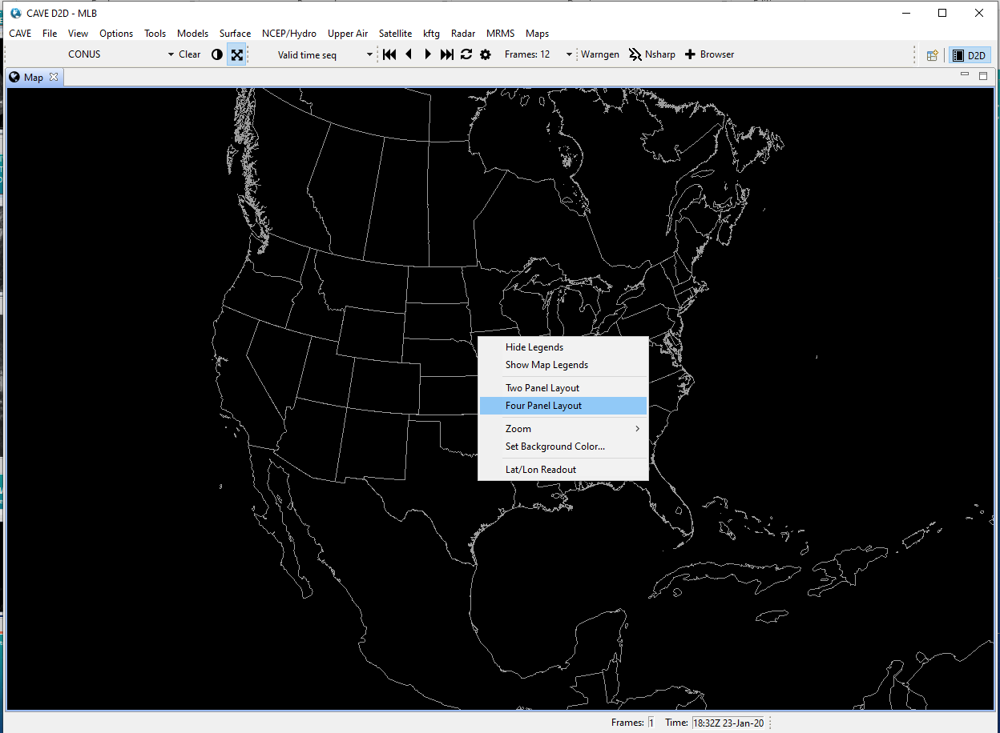 CAVE D2D - MLB
CAVE File View Options Tools Models Surface NCEP/Hydro Upper Air Satellite kftg Radar MRMS Maps
CONUS Clear Valid time seq Frames: 12 Warngen Nsharp Browser D2D
Map
Hide Legends
Show Map Legends
Two Panel Layout
Four Panel Layout
Zoom
Set Background Color...
Lat/Lon Readout
Frames: 1 Time: 18:32Z 23-Jan-20